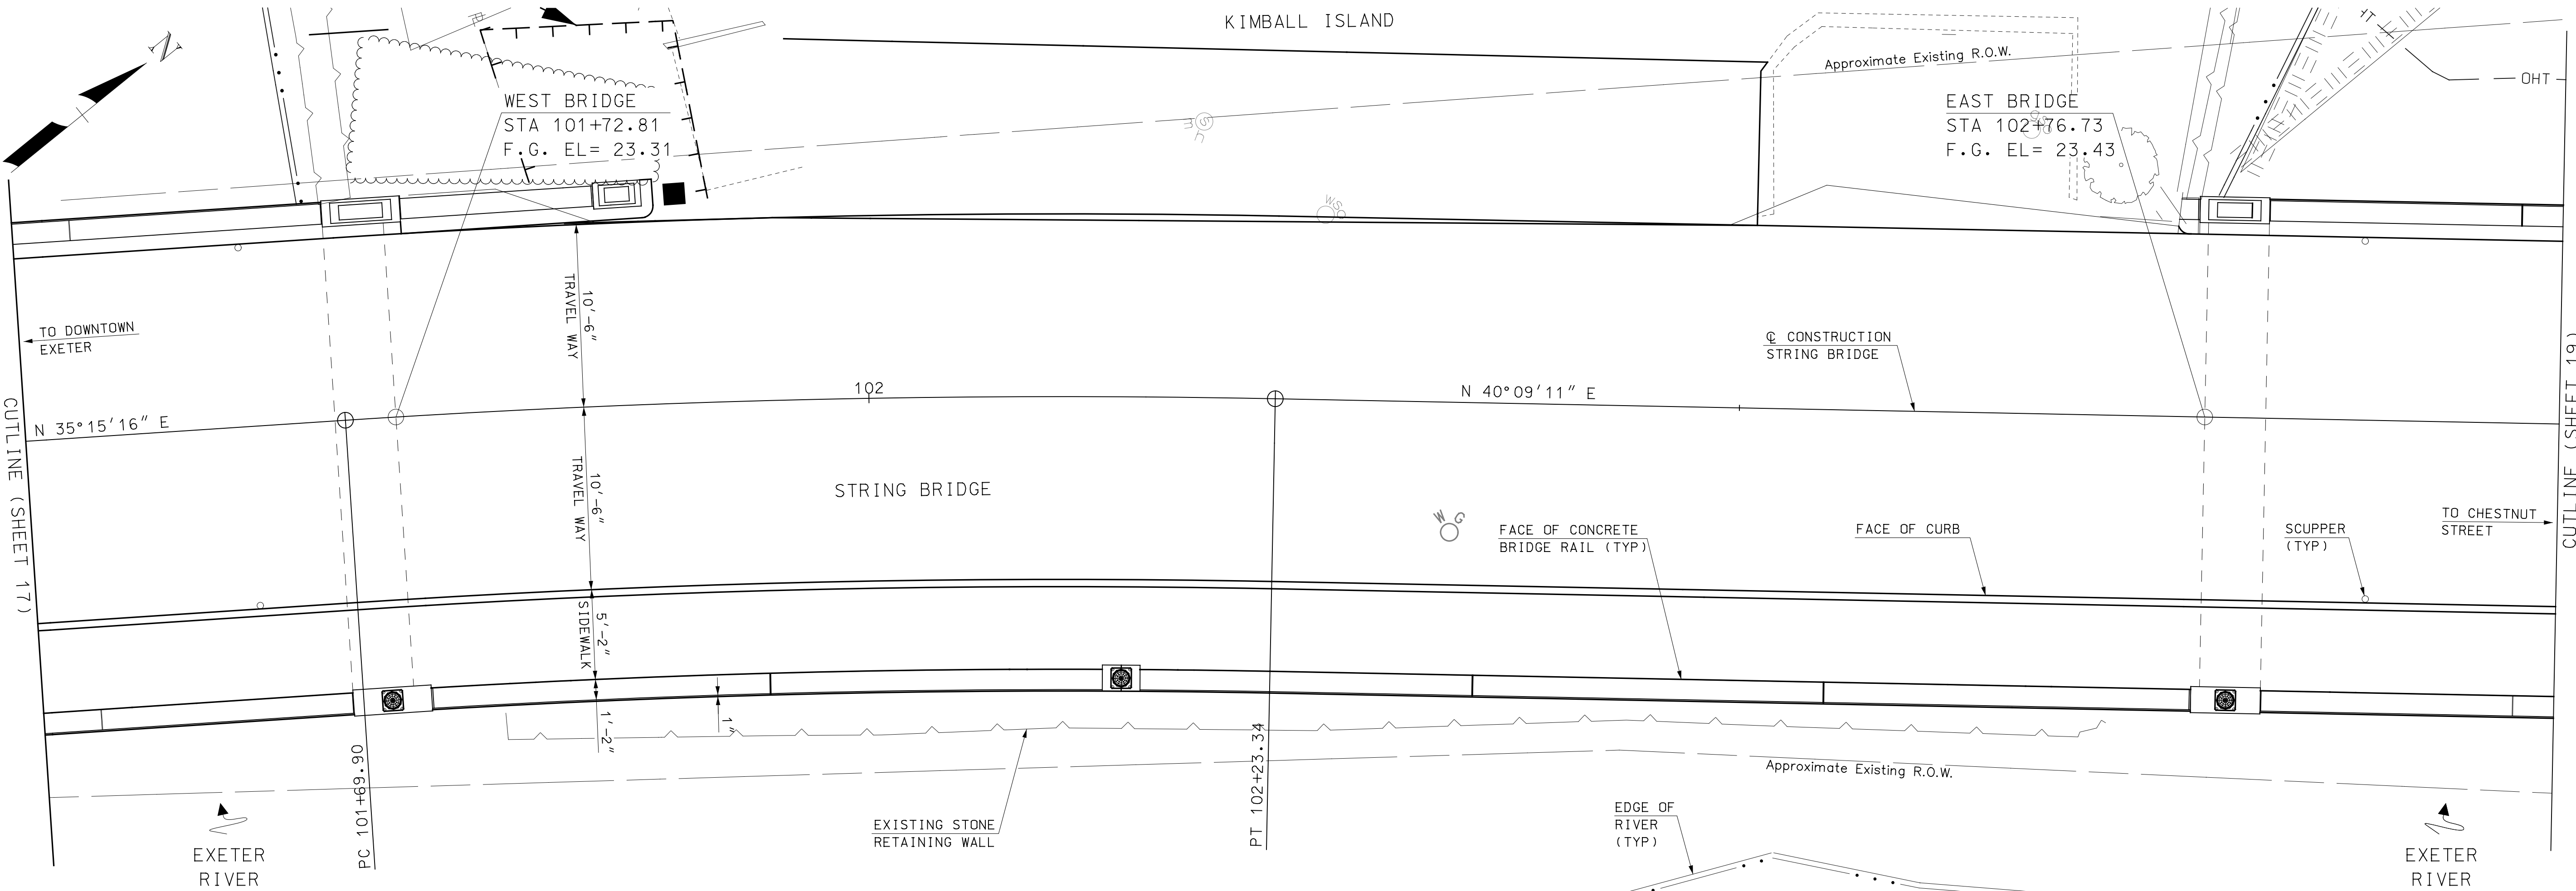 KIMBALL ISLAND
N
Approximate Existing R.O.W.
OHT
WEST BRIDGE
STA 101+72.81
F.G. EL= 23.31
EAST BRIDGE
STA 102+76.73
F.G. EL= 23.43
TO DOWNTOWN
EXETER
10'-6"
TRAVEL WAY
℄ CONSTRUCTION
STRING BRIDGE
CUTLINE (SHEET 17)
N 35°15'16" E
102
N 40°09'11" E
CUTLINE (SHEET 19)
10'-6"
TRAVEL WAY
STRING BRIDGE
W G
FACE OF CONCRETE
BRIDGE RAIL (TYP)
FACE OF CURB
SCUPPER
(TYP)
TO CHESTNUT
STREET
5'-2"
SIDEWALK
1'-2"
1"
PC 101+69.90
PT 102+23.34
Approximate Existing R.O.W.
EXISTING STONE
RETAINING WALL
EDGE OF
RIVER
(TYP)
EXETER
RIVER
EXETER
RIVER